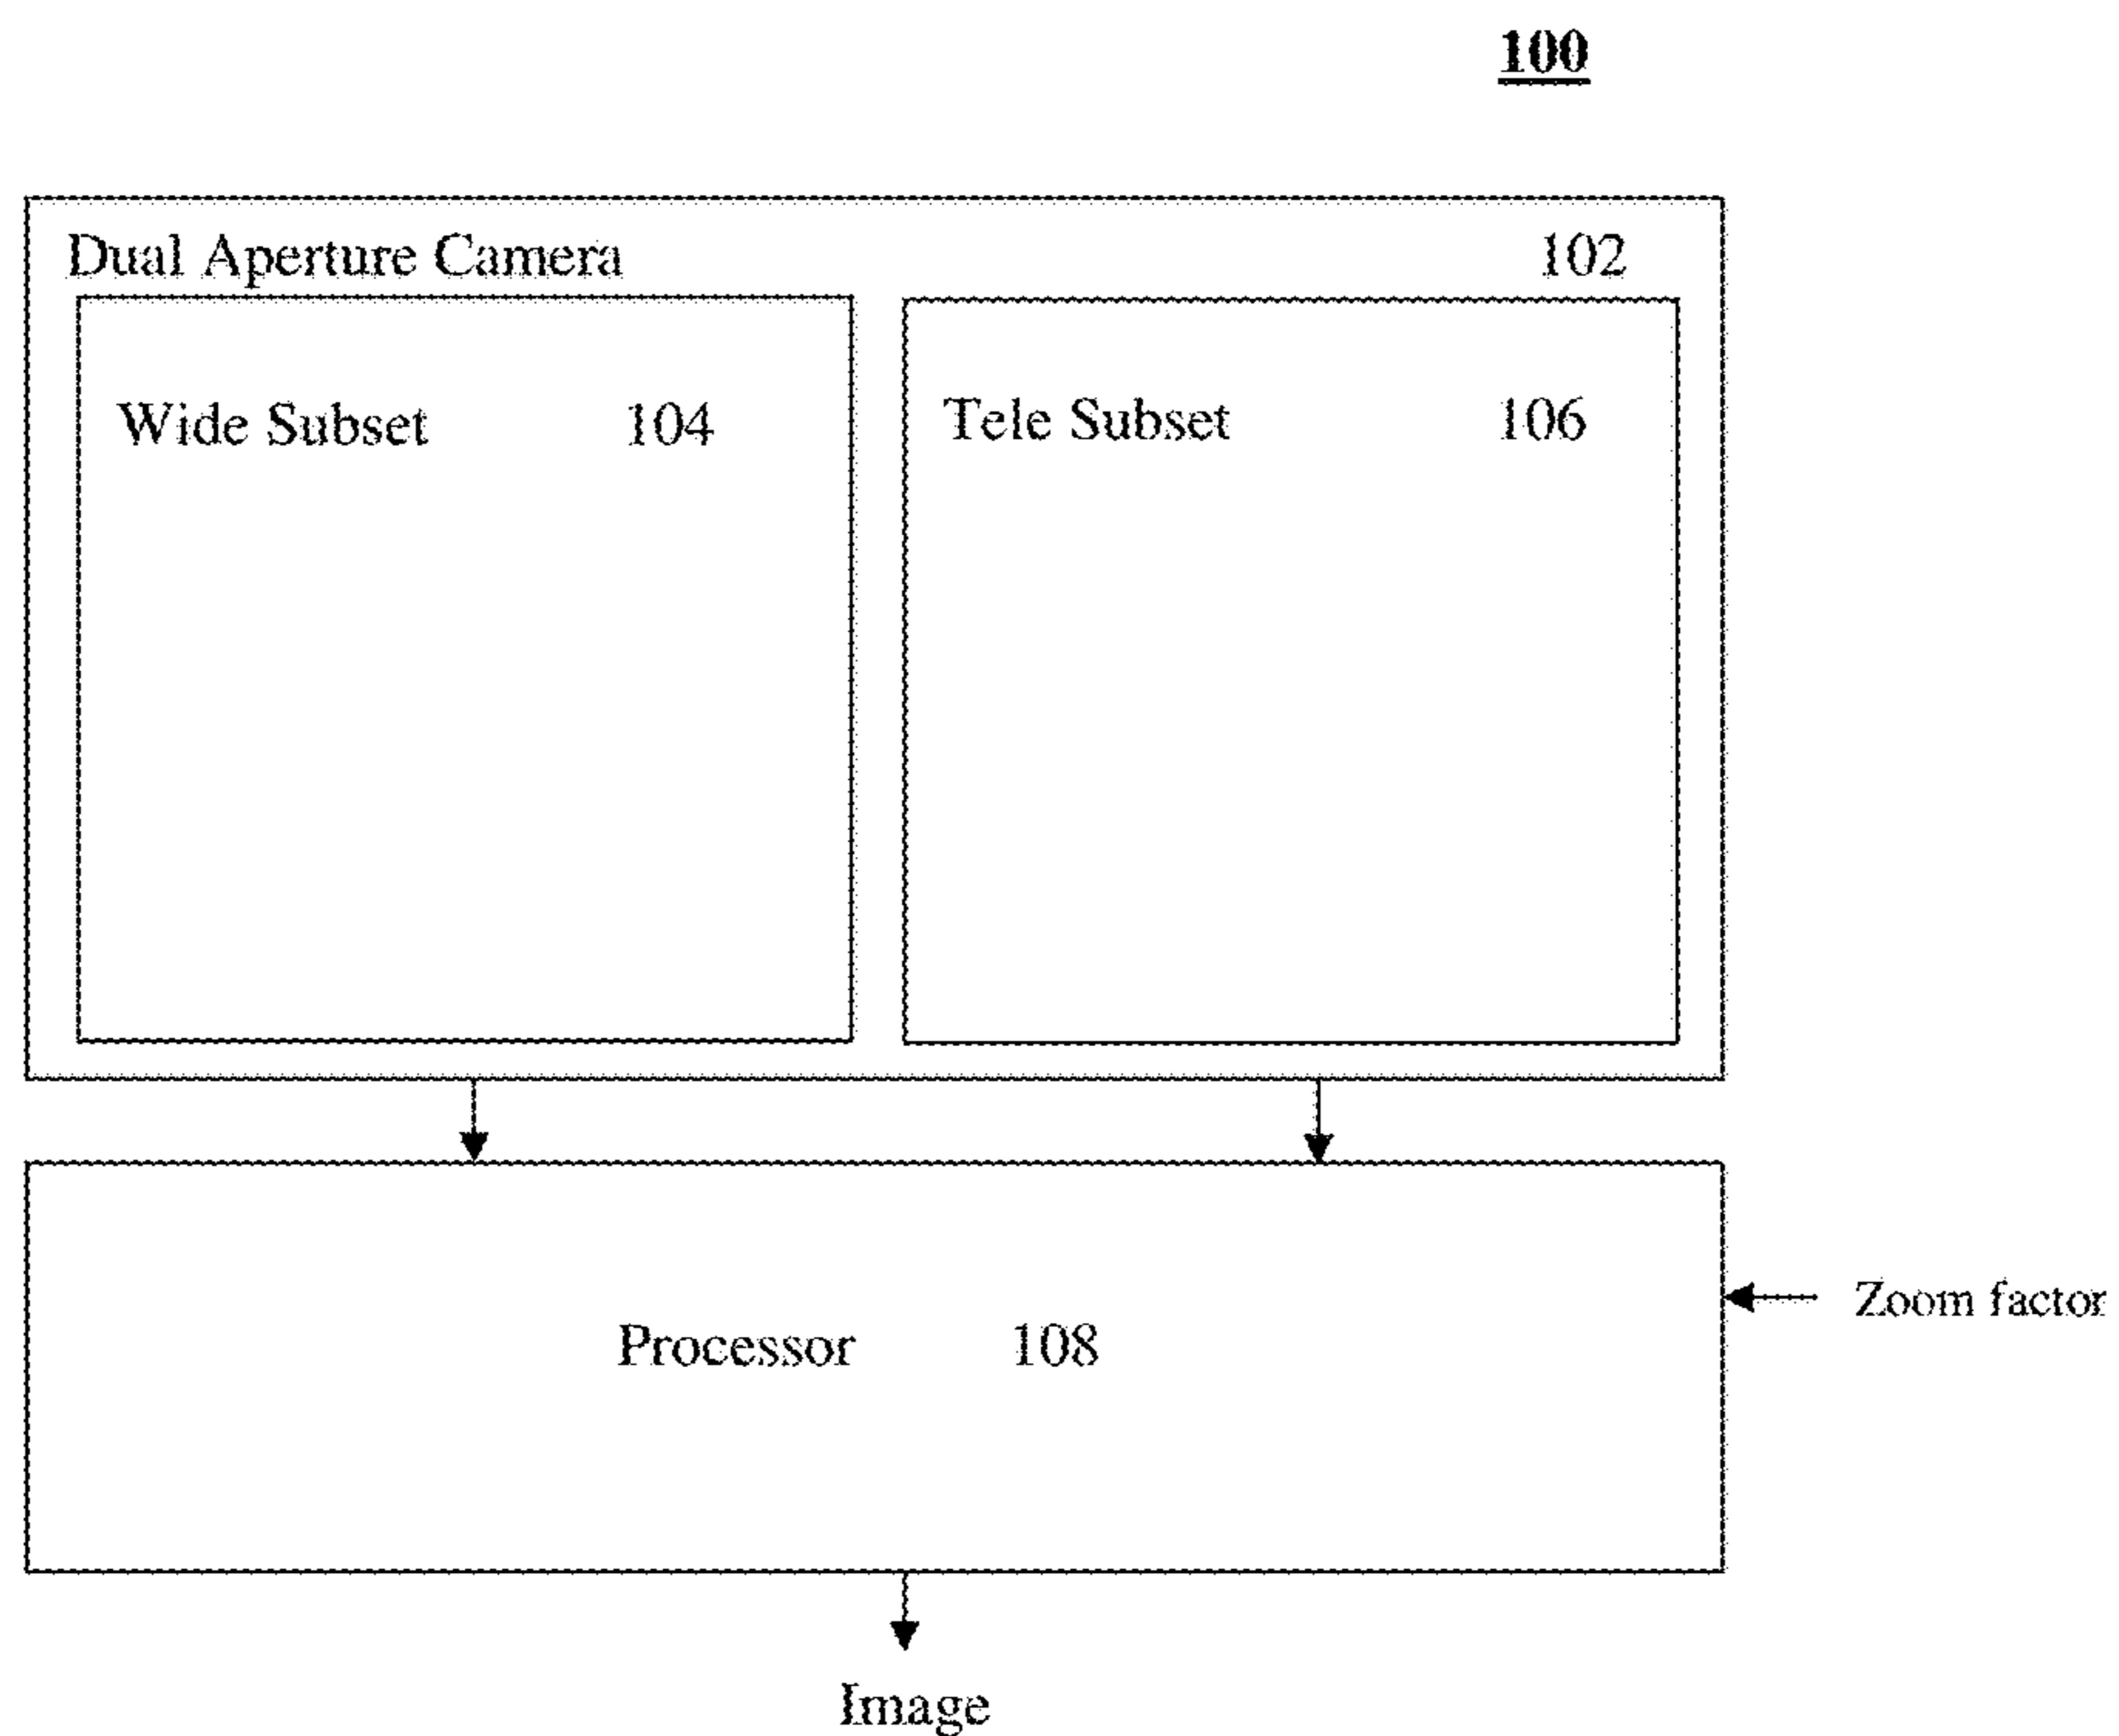 100
Dual Aperture Camera 102
Wide Subset 104
Tele Subset 106
Zoom factor
Processor 108
Image